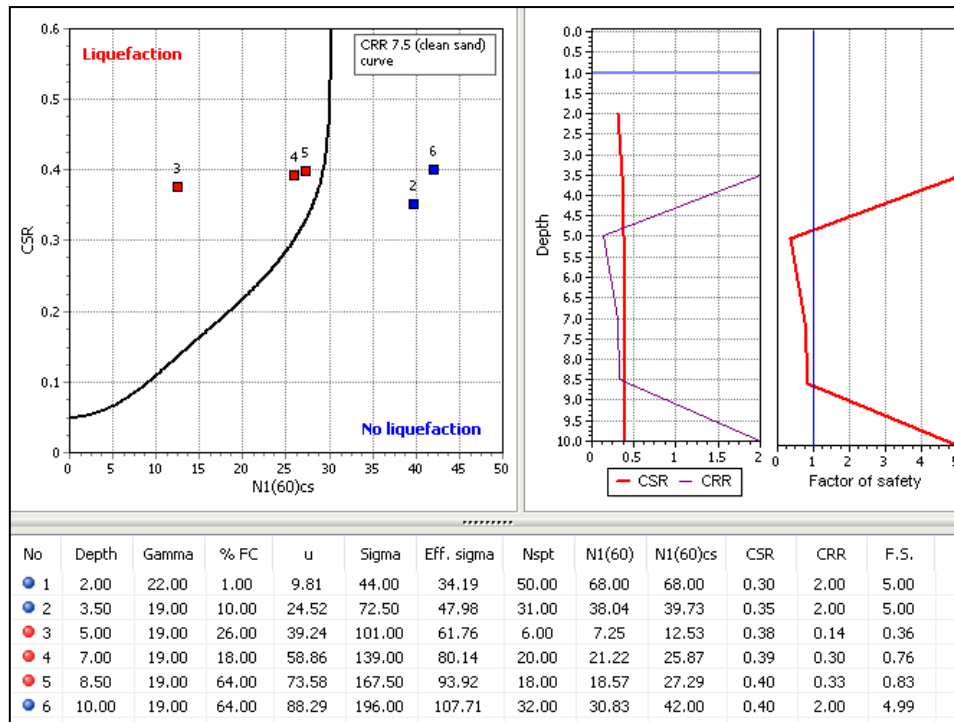 0.6
0.5
0.4
0.3
0.2
0.1
0
CSR
Liquefaction
CRR 7.5 (clean sand)
curve
3
4
5
6
2
No liquefaction
0 5 10 15 20 25 30 35 40 45 50
N1(60)cs
0.0
0.5
1.0
1.5
2.0
2.5
3.0
3.5
4.0
4.5
5.0
5.5
6.0
6.5
7.0
7.5
8.0
8.5
9.0
9.5
10.0
Depth
0 0.5 1 1.5 2
CSR CRR
0 1 2 3 4 5
Factor of safety
No Depth Gamma % FC u Sigma Eff. sigma Nspt N1(60) N1(60)cs CSR CRR F.S.
1 2.00 22.00 1.00 9.81 44.00 34.19 50.00 68.00 68.00 0.30 2.00 5.00
2 3.50 19.00 10.00 24.52 72.50 47.98 31.00 38.04 39.73 0.35 2.00 5.00
3 5.00 19.00 26.00 39.24 101.00 61.76 6.00 7.25 12.53 0.38 0.14 0.36
4 7.00 19.00 18.00 58.86 139.00 80.14 20.00 21.22 25.87 0.39 0.30 0.76
5 8.50 19.00 64.00 73.58 167.50 93.92 18.00 18.57 27.29 0.40 0.33 0.83
6 10.00 19.00 64.00 88.29 196.00 107.71 32.00 30.83 42.00 0.40 2.00 4.99